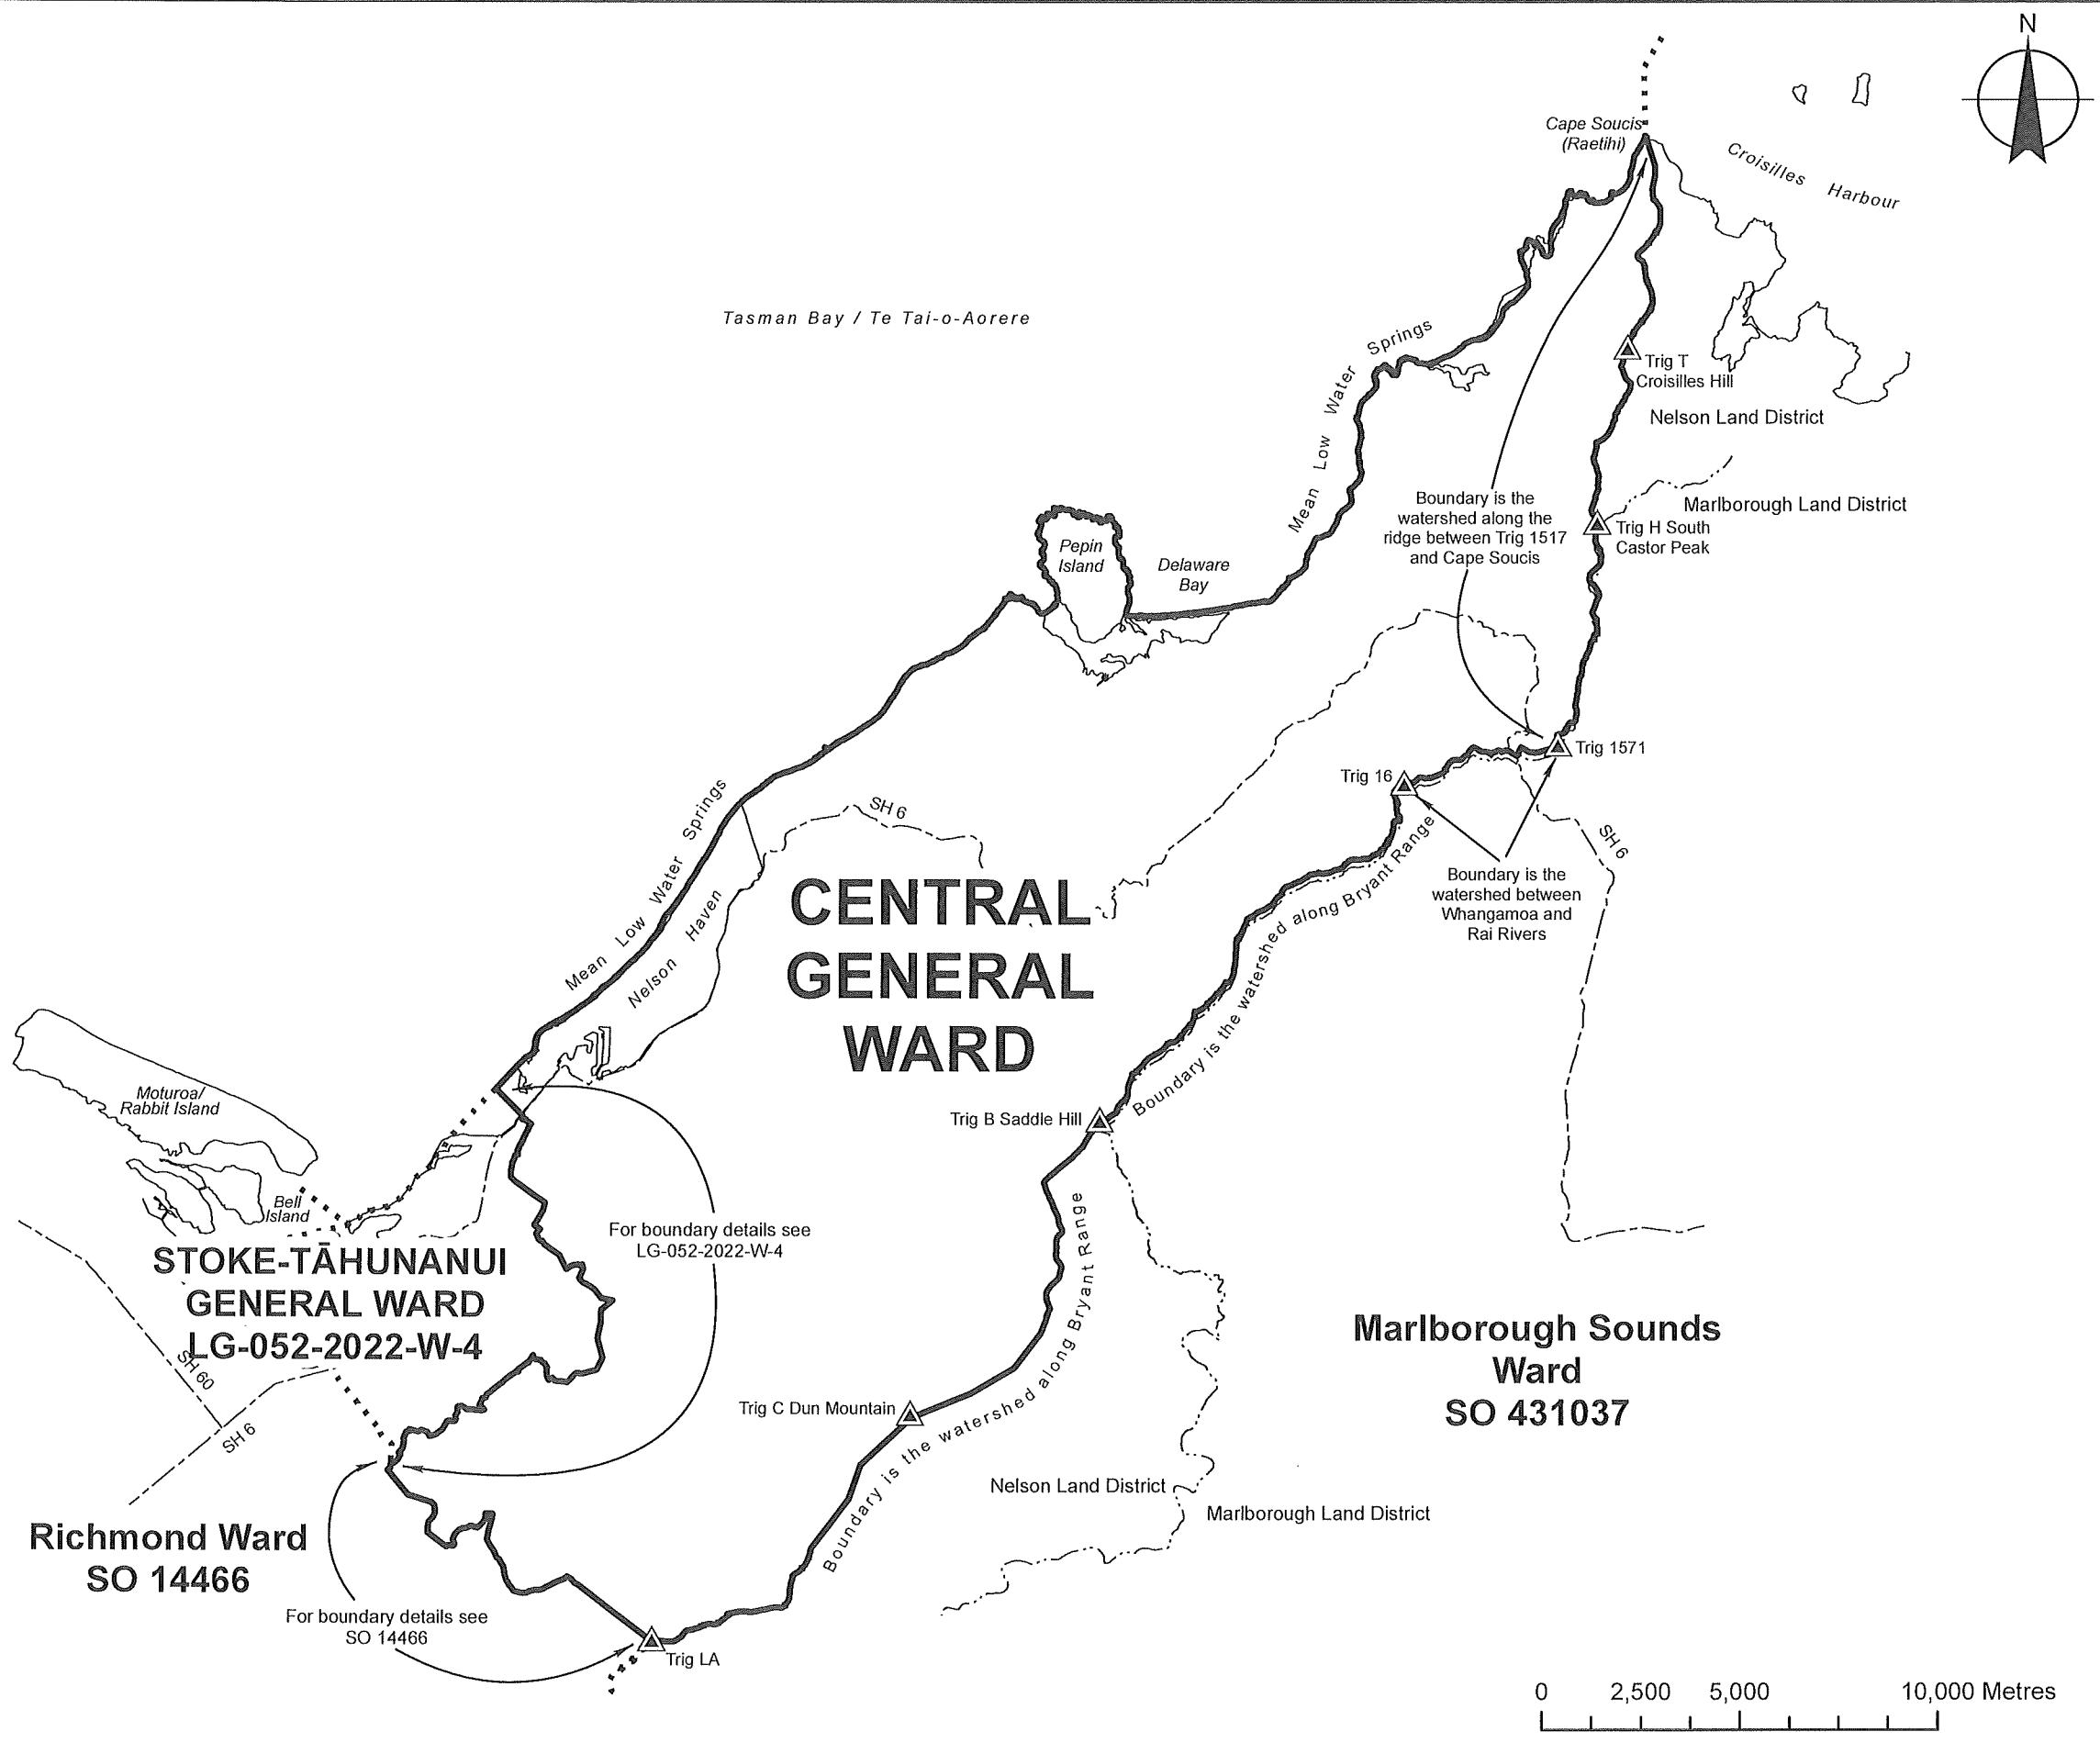 N
Cape Soucis
(Raetihi)
Croisilles Harbour
Tasman Bay / Te Tai-o-Aorere
Mean Low Water Springs
Trig T
Croisilles Hill
Nelson Land District
Marlborough Land District
Trig H South
Castor Peak
Boundary is the
watershed along the
ridge between Trig 1517
and Cape Soucis
Pepin
Island
Delaware
Bay
Trig 1571
Trig 16
SH 6
SH 6
Boundary is the
watershed between
Whangamoa and
Rai Rivers
Mean Low Water Springs
Nelson Haven
CENTRAL
GENERAL
WARD
Boundary is the watershed along Bryant Range
Moturoa/
Rabbit Island
Trig B Saddle Hill
Bell
Island
For boundary details see
LG-052-2022-W-4
STOKE-TĀHUNANUI
GENERAL WARD
LG-052-2022-W-4
SH 60
SH 6
Boundary is the watershed along Bryant Range
Marlborough Sounds
Ward
SO 431037
Trig C Dun Mountain
Nelson Land District
Marlborough Land District
Richmond Ward
SO 14466
For boundary details see
SO 14466
Trig LA
0 2,500 5,000 10,000 Metres